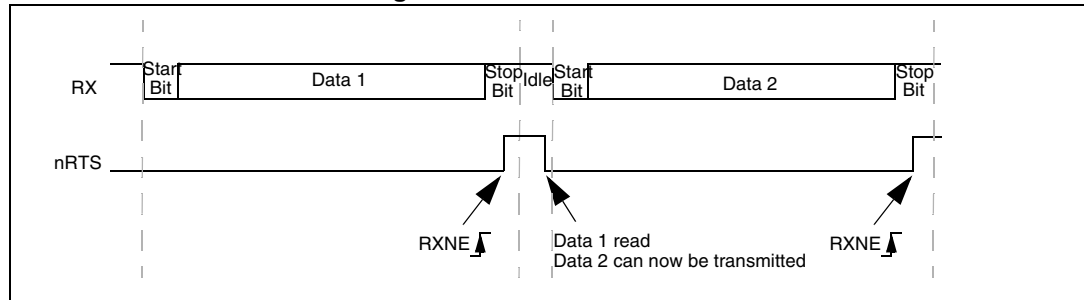 RX
Start Bit
Data 1
Stop Bit
Idle
Start Bit
Data 2
Stop Bit
nRTS
RXNE
Data 1 read
Data 2 can now be transmitted
RXNE